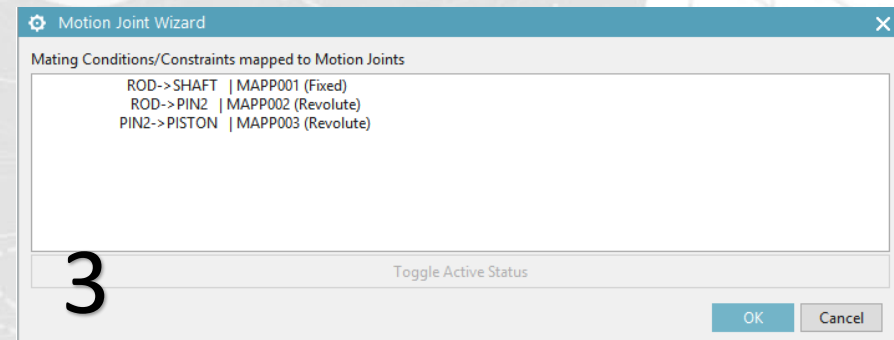 Motion Joint Wizard
Mating Conditions/Constraints mapped to Motion Joints
ROD->SHAFT | MAPP001 (Fixed)
ROD->PIN2 | MAPP002 (Revolute)
PIN2->PISTON | MAPP003 (Revolute)
3
Toggle Active Status
OK Cancel